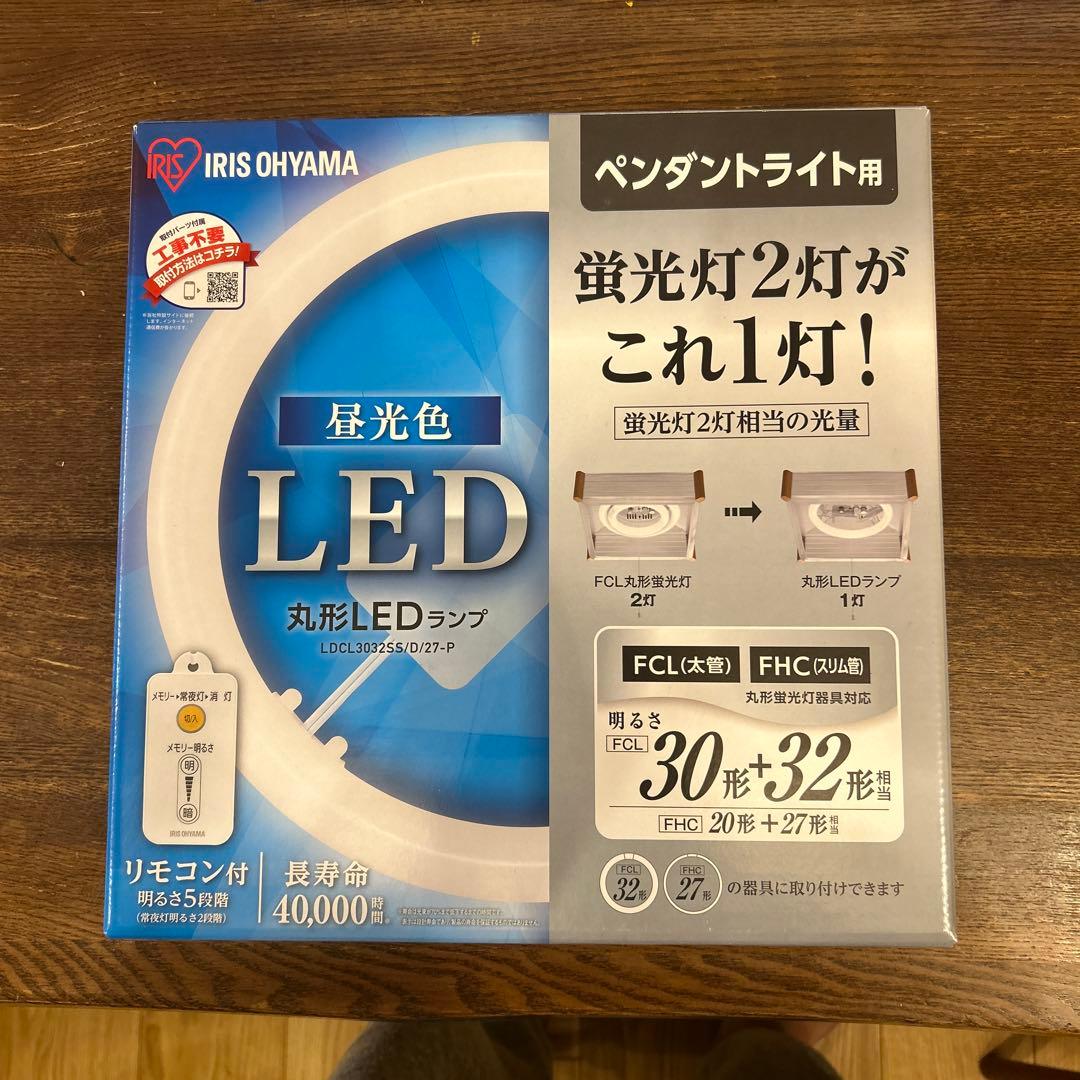 IRIS
IRIS OHYAMA
取付パーツ付属
工事不要
取付方法はコチラ!
昼光色
LED
丸形LEDランプ
LDCL3032SS/D/27-P
メモリー▸常夜灯▸消 灯
切/入
メモリー明るさ
明
暗
IRIS OHYAMA
リモコン付
明るさ5段階
(常夜灯明るさ2段階)
長寿命
40,000時間※
ペンダントライト用
蛍光灯2灯が
これ1灯!
蛍光灯2灯相当の光量
FCL丸形蛍光灯
2灯
丸形LEDランプ
1灯
FCL(太管) FHC(スリム管)
丸形蛍光灯器具対応
明るさ
FCL 30形+32形相当
FHC 20形+27形相当
FCL 32形 FHC 27形 の器具に取り付けできます